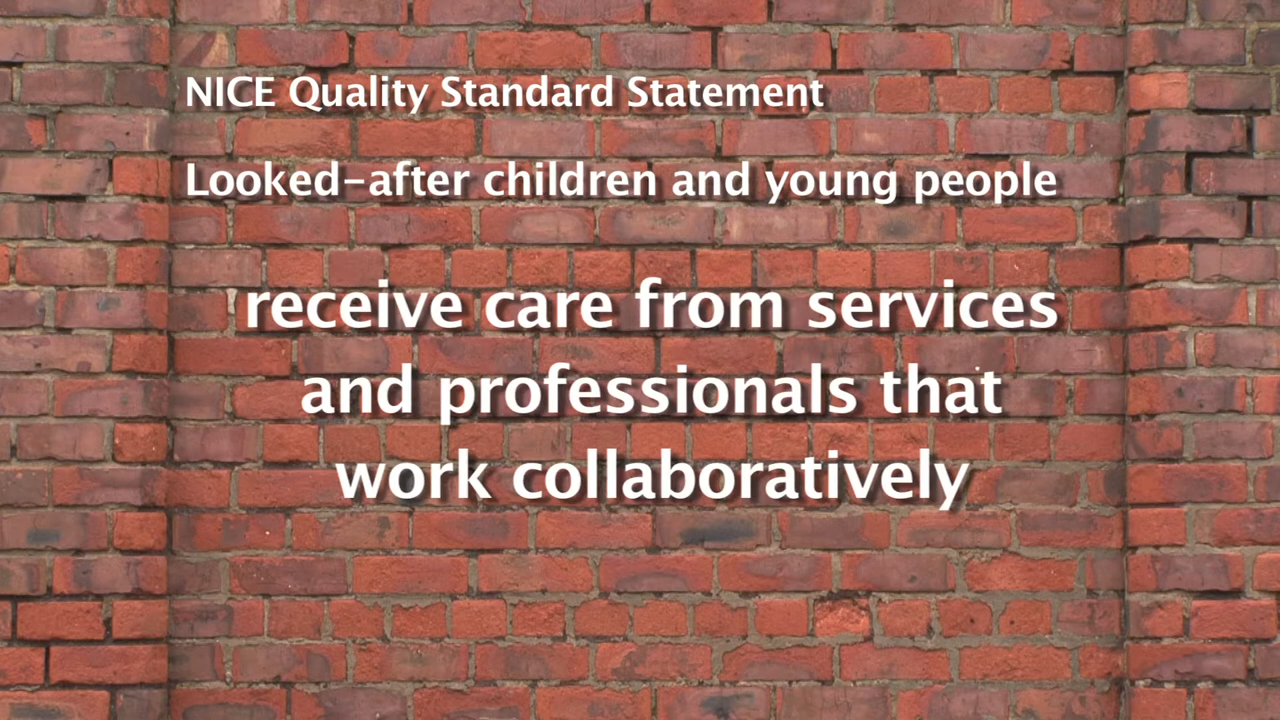 NICE Quality Standard Statement
Looked-after children and young people
receive care from services
and professionals that
work collaboratively